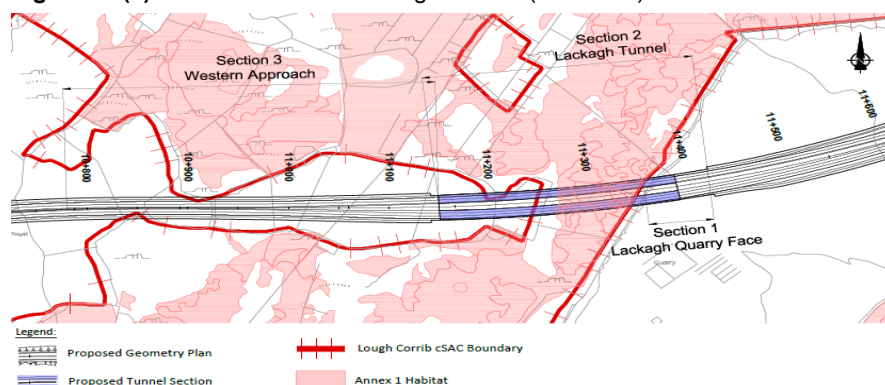 Section 2
Lackagh Tunnel
Section 3
Western Approach
10+800
10+900
11+000
11+100
11+200
11+300
11+400
11+500
11+600
Section 1
Lackagh Quarry Face
Quarry
Legend:
Proposed Geometry Plan
Lough Corrib cSAC Boundary
Proposed Tunnel Section
Annex 1 Habitat